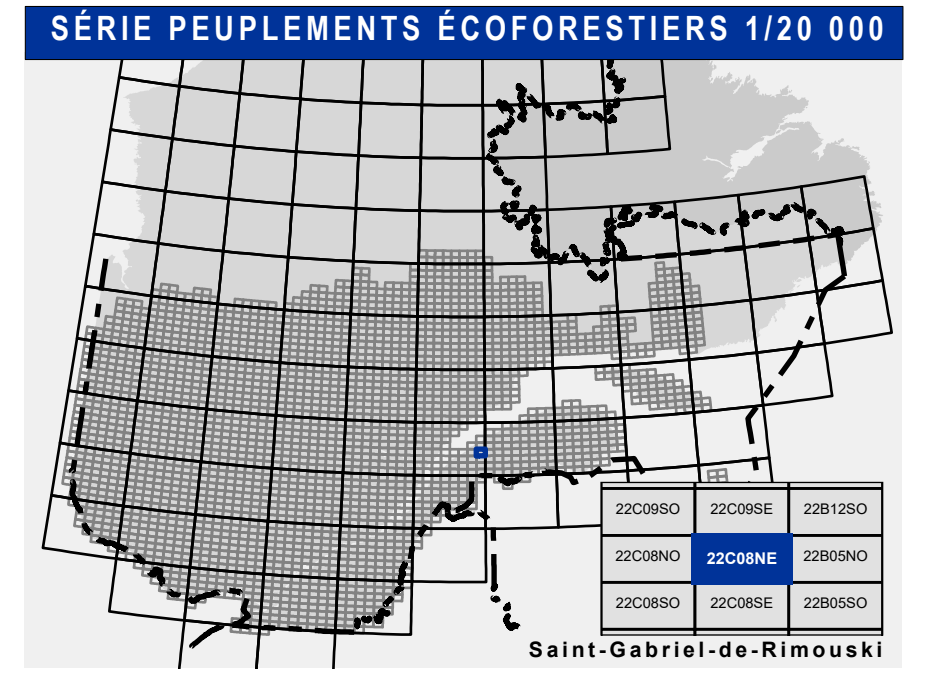 SÉRIE PEUPLEMENTS ÉCOFORESTIERS 1/20 000
22C09SO 22C09SE 22B12SO
22C08NO 22C08NE 22B05NO
22C08SO 22C08SE 22B05SO
Saint-Gabriel-de-Rimouski